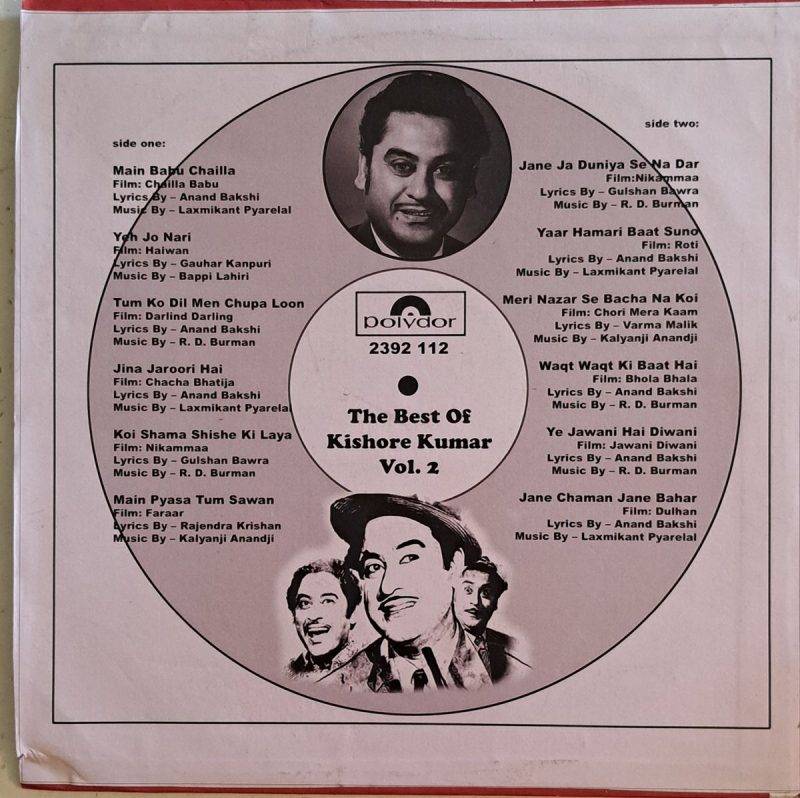 side one:
Main Babu Chailla
Film: Chailla Babu
Lyrics By – Anand Bakshi
Music By – Laxmikant Pyarelal
Yeh Jo Nari
Film: Haiwan
Lyrics By – Gauhar Kanpuri
Music By – Bappi Lahiri
Tum Ko Dil Men Chupa Loon
Film: Darlind Darling
Lyrics By – Anand Bakshi
Music By – R. D. Burman
Jina Jaroori Hai
Film: Chacha Bhatija
Lyrics By – Anand Bakshi
Music By – Laxmikant Pyarelal
Koi Shama Shishe Ki Laya
Film: Nikammaa
Lyrics By – Gulshan Bawra
Music By – R. D. Burman
Main Pyasa Tum Sawan
Film: Faraar
Lyrics By – Rajendra Krishan
Music By – Kalyanji Anandji
polydor
2392 112
The Best Of
Kishore Kumar
Vol. 2
side two:
Jane Ja Duniya Se Na Dar
Film:Nikammaa
Lyrics By – Gulshan Bawra
Music By – R. D. Burman
Yaar Hamari Baat Suno
Film: Roti
Lyrics By – Anand Bakshi
Music By – Laxmikant Pyarelal
Meri Nazar Se Bacha Na Koi
Film: Chori Mera Kaam
Lyrics By – Varma Malik
Music By – Kalyanji Anandji
Waqt Waqt Ki Baat Hai
Film: Bhola Bhala
Lyrics By – Anand Bakshi
Music By – R. D. Burman
Ye Jawani Hai Diwani
Film: Jawani Diwani
Lyrics By – Anand Bakshi
Music By – R. D. Burman
Jane Chaman Jane Bahar
Film: Dulhan
Lyrics By – Anand Bakshi
Music By – Laxmikant Pyarelal